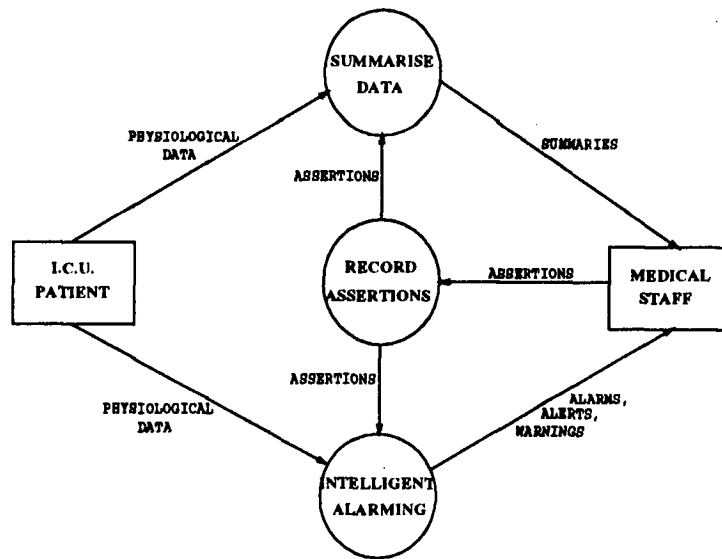 SUMMARISE
DATA
PHYSIOLOGICAL
DATA
SUMMARIES
ASSERTIONS
I.C.U.
PATIENT
RECORD
ASSERTIONS
ASSERTIONS
MEDICAL
STAFF
ASSERTIONS
PHYSIOLOGICAL
DATA
ALARMS,
ALERTS,
WARNINGS
INTELLIGENT
ALARMING